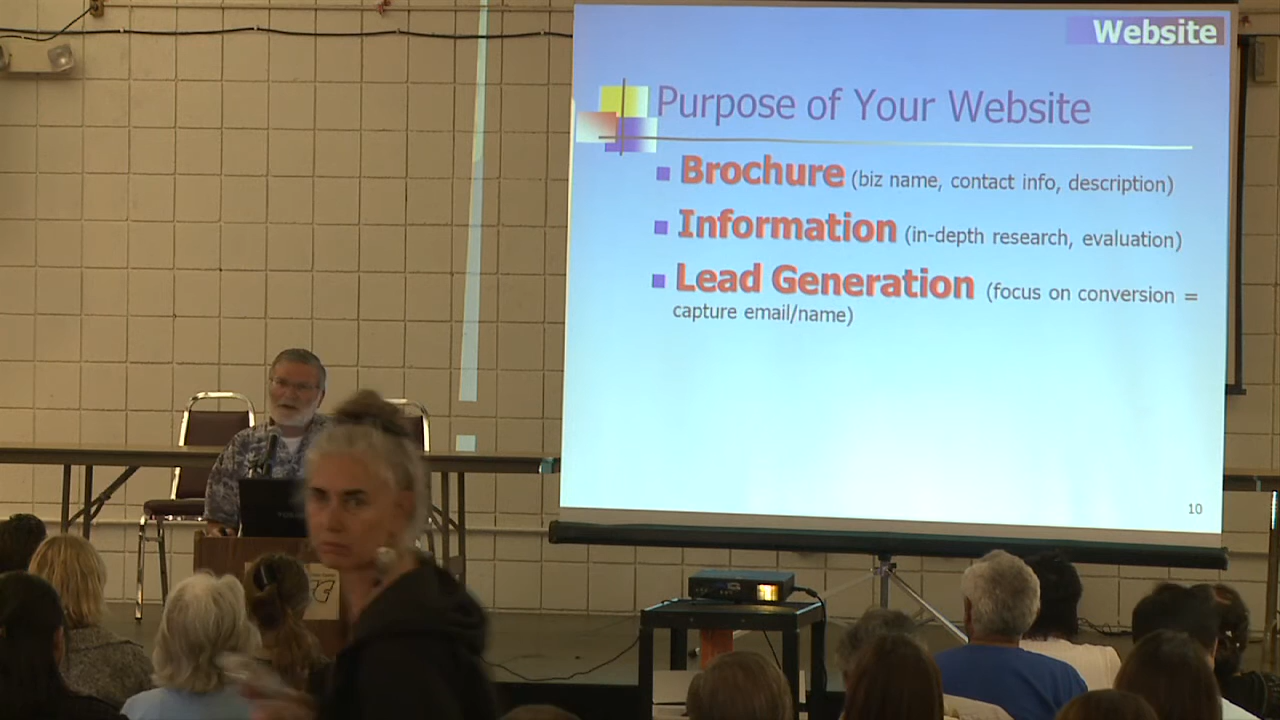 Website
Purpose of Your Website
Brochure (biz name, contact info, description)
Information (in-depth research, evaluation)
Lead Generation (focus on conversion =
capture email/name)
10